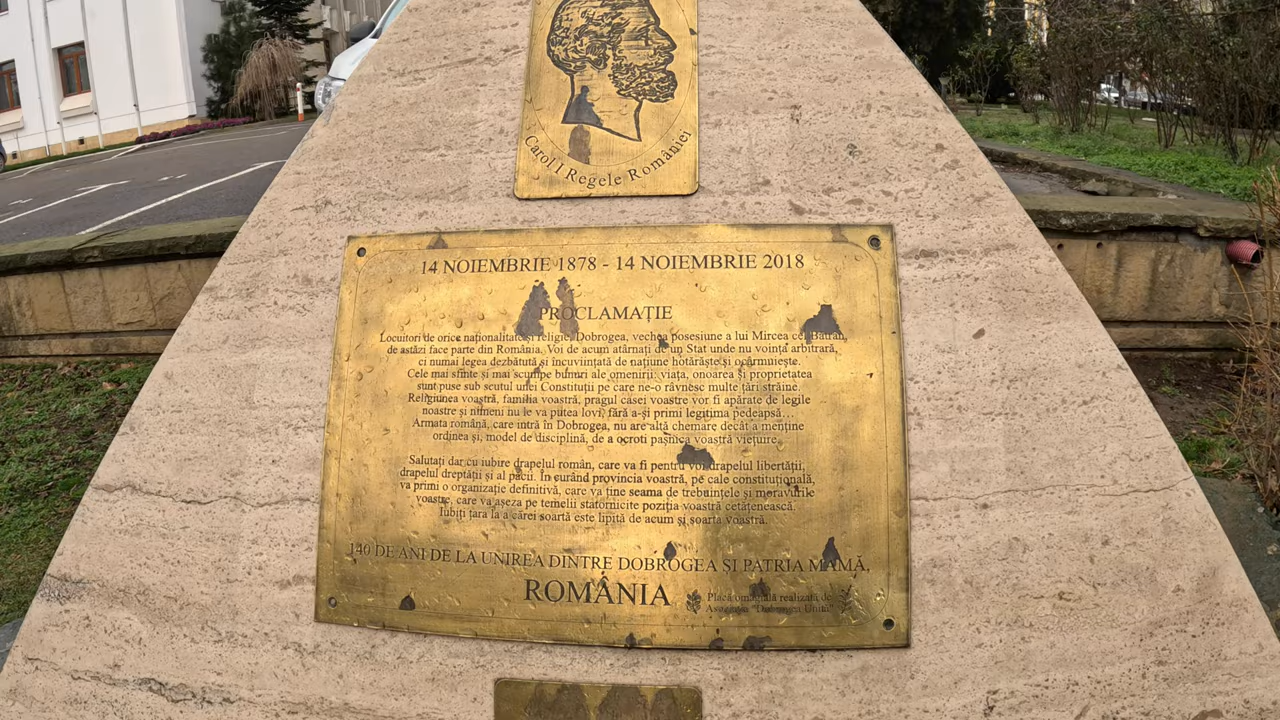 Carol I Regele României
14 NOIEMBRIE 1878 - 14 NOIEMBRIE 2018
PROCLAMAȚIE
Locuitori de orice naționalitate și religie, Dobrogea, vechea posesiune a lui Mircea cel Bătrân,
de astăzi face parte din România. Voi de acum atârnați de un Stat unde nu voința arbitrară,
ci numai legea dezbătută și încuviințată de națiune hotărăște și ocârmuiește.
Cele mai sfinte și mai scumpe bunuri ale omenirii: viața, onoarea și proprietatea
sunt puse sub scutul unei Constituții pe care ne-o râvnesc multe țări străine.
Religiunea voastră, familia voastră, pragul casei voastre vor fi apărate de legile
noastre și nimeni nu le va putea lovi, fără a-și primi legitima pedeapsă...
Armata română, care intră în Dobrogea, nu are altă chemare decât a menține
ordinea și, model de disciplină, de a ocroti pașnica voastră viețuire.
Salutați dar cu iubire drapelul român, care va fi pentru voi drapelul libertății,
drapelul dreptății și al păcii. În curând provincia voastră, pe cale constituțională,
va primi o organizație definitivă, care va ține seama de trebuințele și moravurile
voastre, care va așeza pe temelii statornicite poziția voastră cetățenească.
Iubiți țara la a cărei soartă este lipită de acum și soarta voastră.
140 DE ANI DE LA UNIREA DINTRE DOBROGEA ȘI PATRIA MAMĂ,
ROMÂNIA
Placă omagială realizată de
Asociația "Dobrogea Unită"